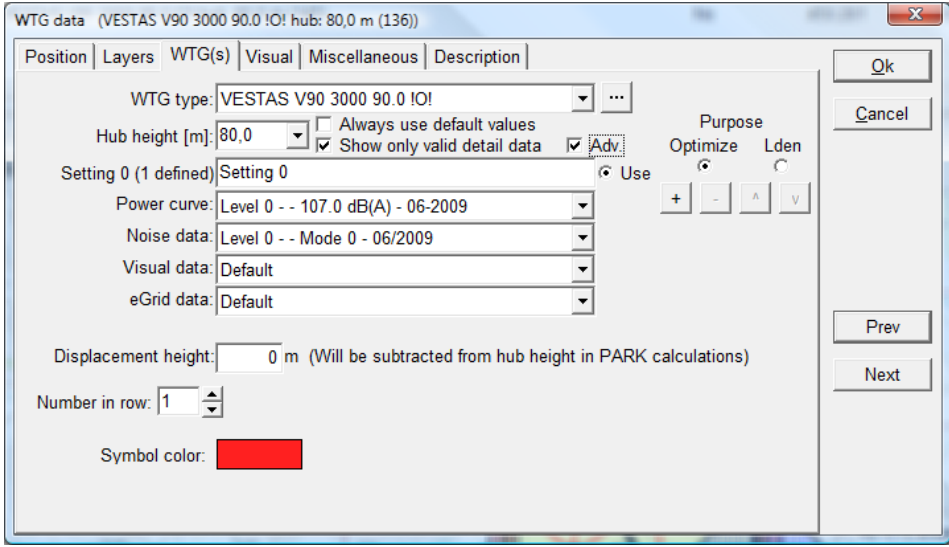 WTG data (VESTAS V90 3000 90.0 !O! hub: 80,0 m (136))
Position Layers WTG(s) Visual Miscellaneous Description
Ok
WTG type: VESTAS V90 3000 90.0 !O! ...
Cancel
Hub height [m]: 80,0 Always use default values Purpose
Show only valid detail data Adv. Optimize Lden
Setting 0 (1 defined) Setting 0 Use
Power curve: Level 0 - - 107.0 dB(A) - 06-2009 + - ^ v
Noise data: Level 0 - - Mode 0 - 06/2009
Visual data: Default
eGrid data: Default
Prev
Displacement height: 0 m (Will be subtracted from hub height in PARK calculations)
Next
Number in row: 1
Symbol color: